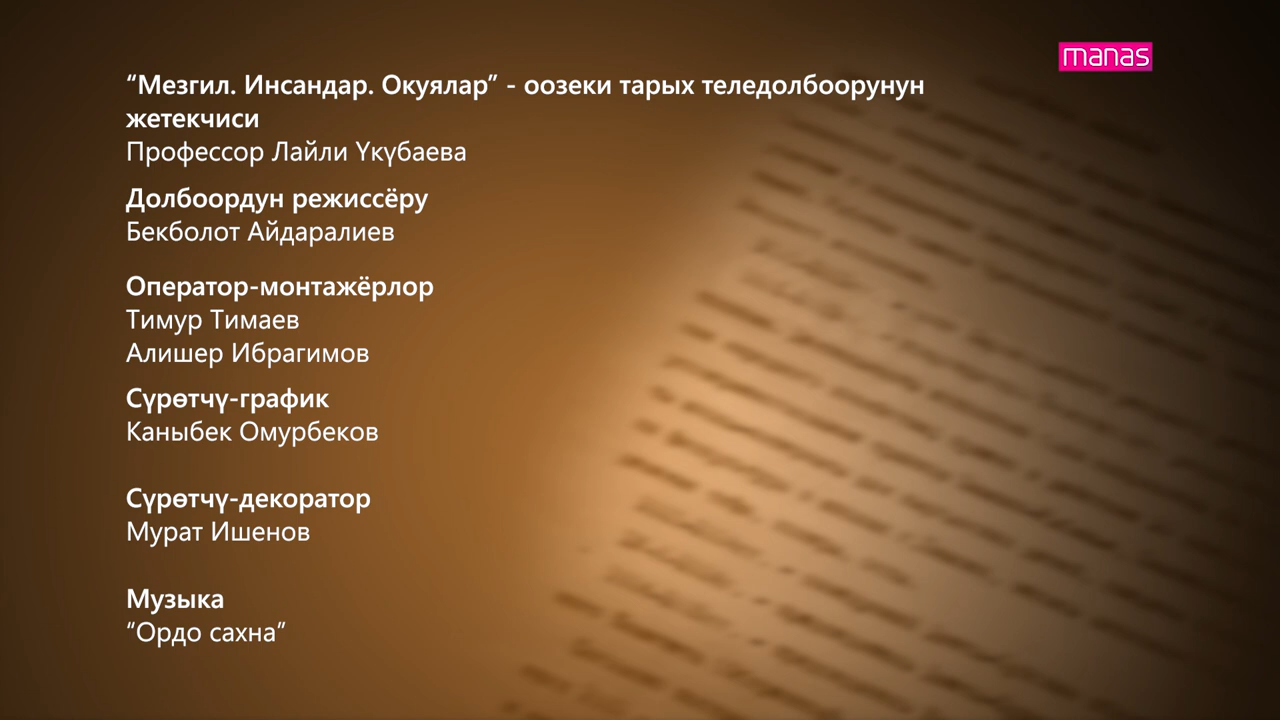 manas
“Мезгил. Инсандар. Окуялар” - оозеки тарых теледолбоорунун
жетекчиси
Профессор Лайли Үкүбаева
Долбоордун режиссёру
Бекболот Айдаралиев
Оператор-монтажёрлор
Тимур Тимаев
Алишер Ибрагимов
Сүрөтчү-график
Каныбек Омурбеков
Сүрөтчү-декоратор
Мурат Ишенов
Музыка
“Ордо сахна”